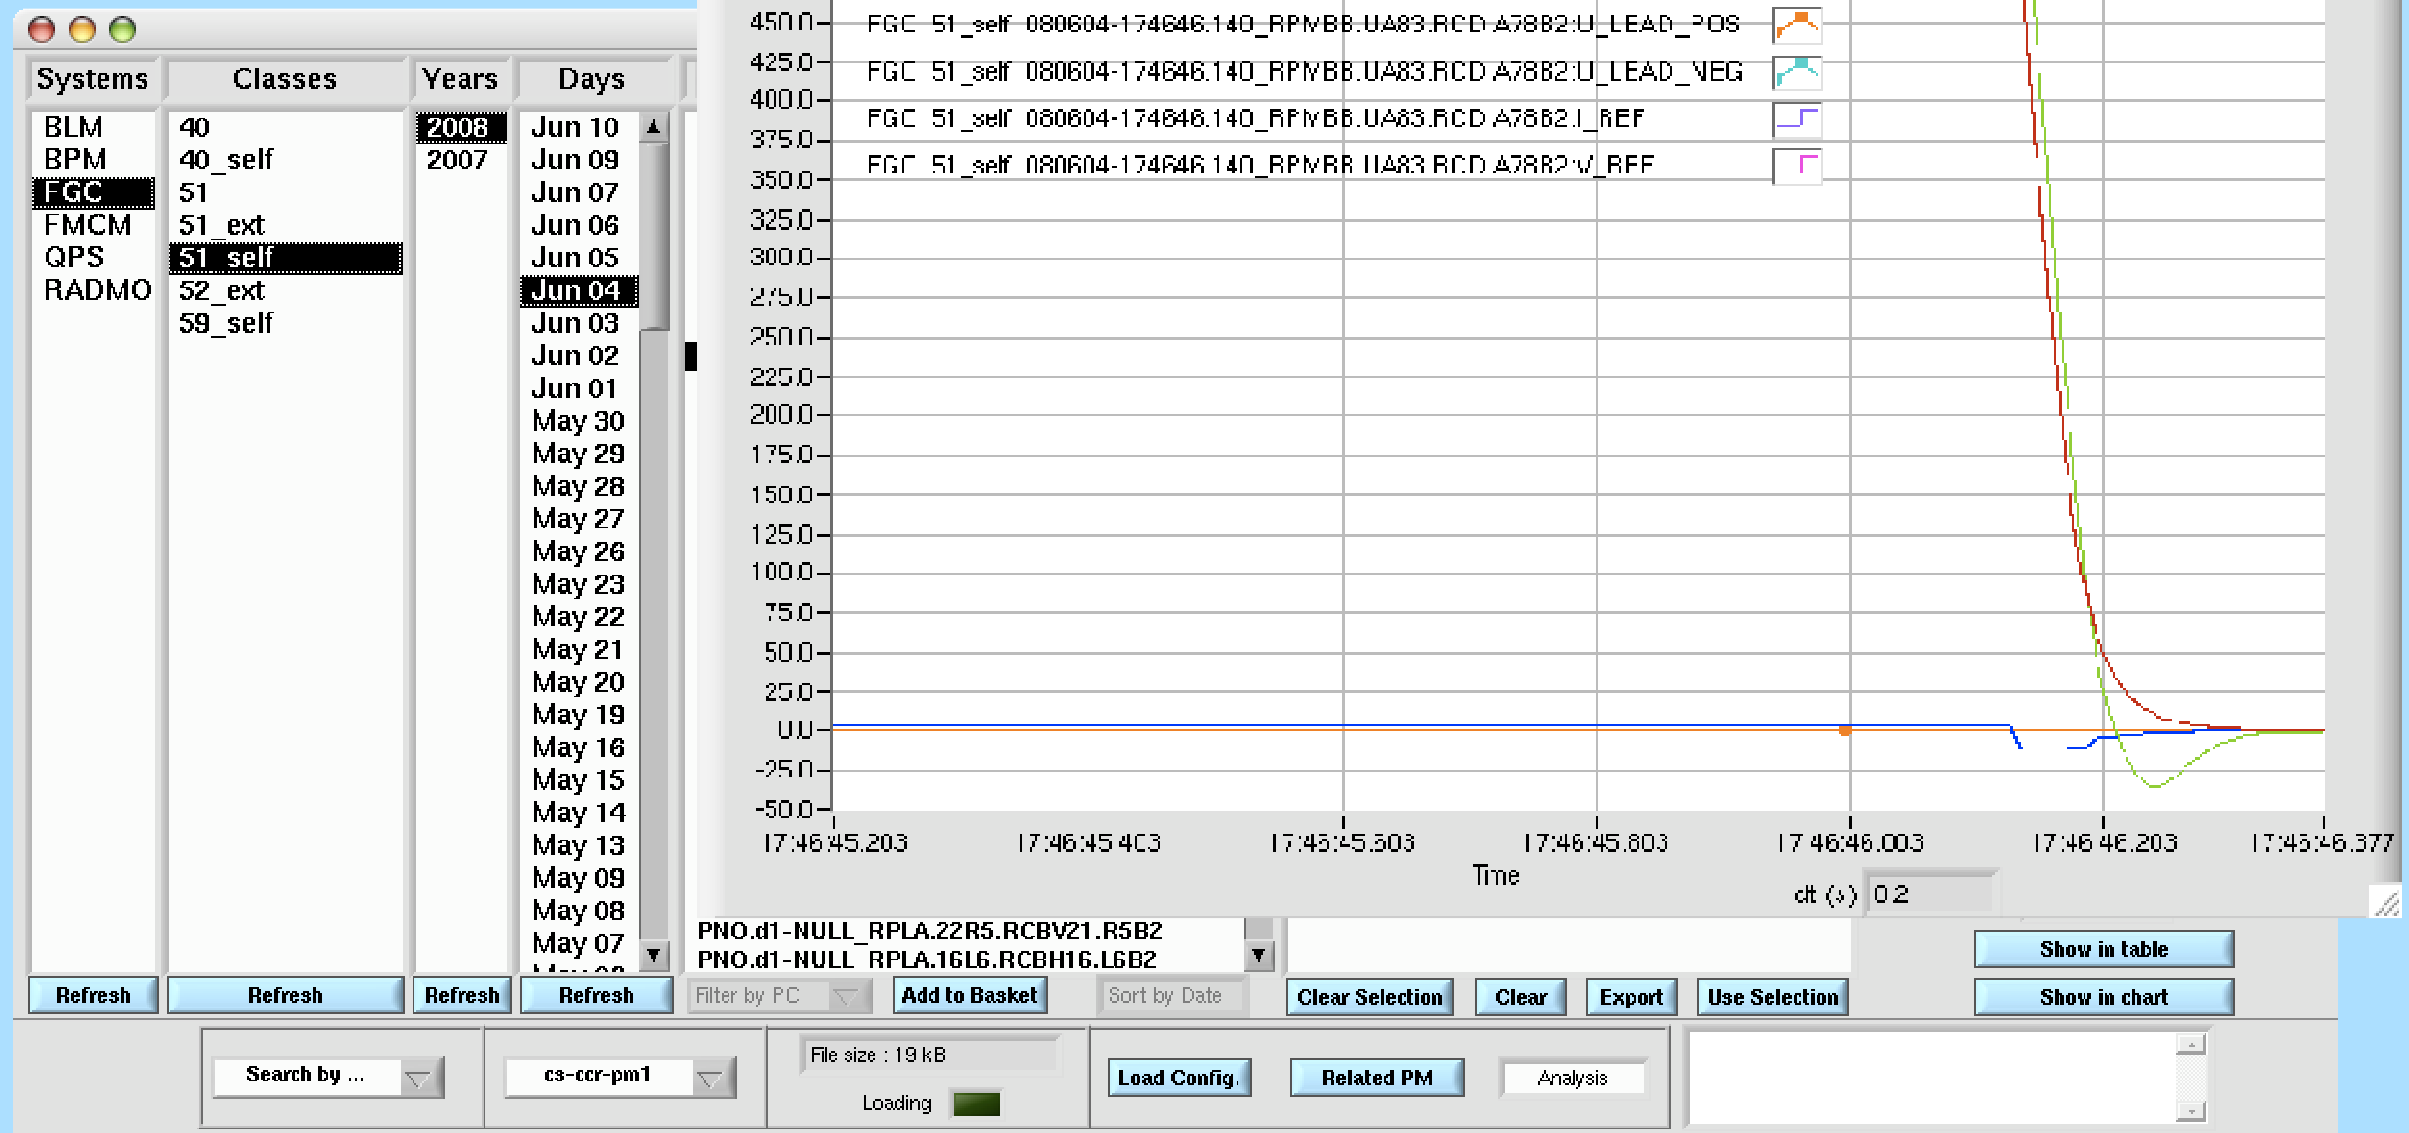 Systems
Classes
Years
Days
BLM
BPM
FGC
FMCM
QPS
RADMO
40
40_self
51
51_ext
51_self
52_ext
59_self
2008
2007
Jun 10
Jun 09
Jun 07
Jun 06
Jun 05
Jun 04
Jun 03
Jun 02
Jun 01
May 30
May 29
May 28
May 27
May 26
May 23
May 22
May 21
May 20
May 19
May 16
May 15
May 14
May 13
May 09
May 08
May 07
450.0
425.0
400.0
375.0
350.0
325.0
300.0
275.0
250.0
225.0
200.0
175.0
150.0
125.0
100.0
75.0
50.0
25.0
0.0
-25.0
-50.0
FGC 51_self 080604-174646.140_RPMBB.UA83.RCD.A78B2:U_LEAD_POS
FGC 51_self 080604-174646.140_RPMBB.UA83.RCD.A78B2:U_LEAD_NEG
FGC 51_self 080604-174646.140_RPMBB.UA83.RCD.A78B2:I_REF
FGC 51_self 080604-174646.140_RPMBB.UA83.RCD.A78B2:V_REF
17:46:45.203
17:46:45.403
17:46:45.603
17:46:45.803
17:46:46.003
17:46:46.203
17:46:46.377
Time
dt (s) 0.2
PNO.d1-NULL_RPLA.22R5.RCBV21.R5B2
PNO.d1-NULL_RPLA.16L6.RCBH16.L6B2
Show in table
Refresh
Refresh
Refresh
Refresh
Filter by PC
Add to Basket
Sort by Date
Clear Selection
Clear
Export
Use Selection
Show in chart
Search by ...
cs-ccr-pm1
File size : 19 kB
Loading
Load Config.
Related PM
Analysis